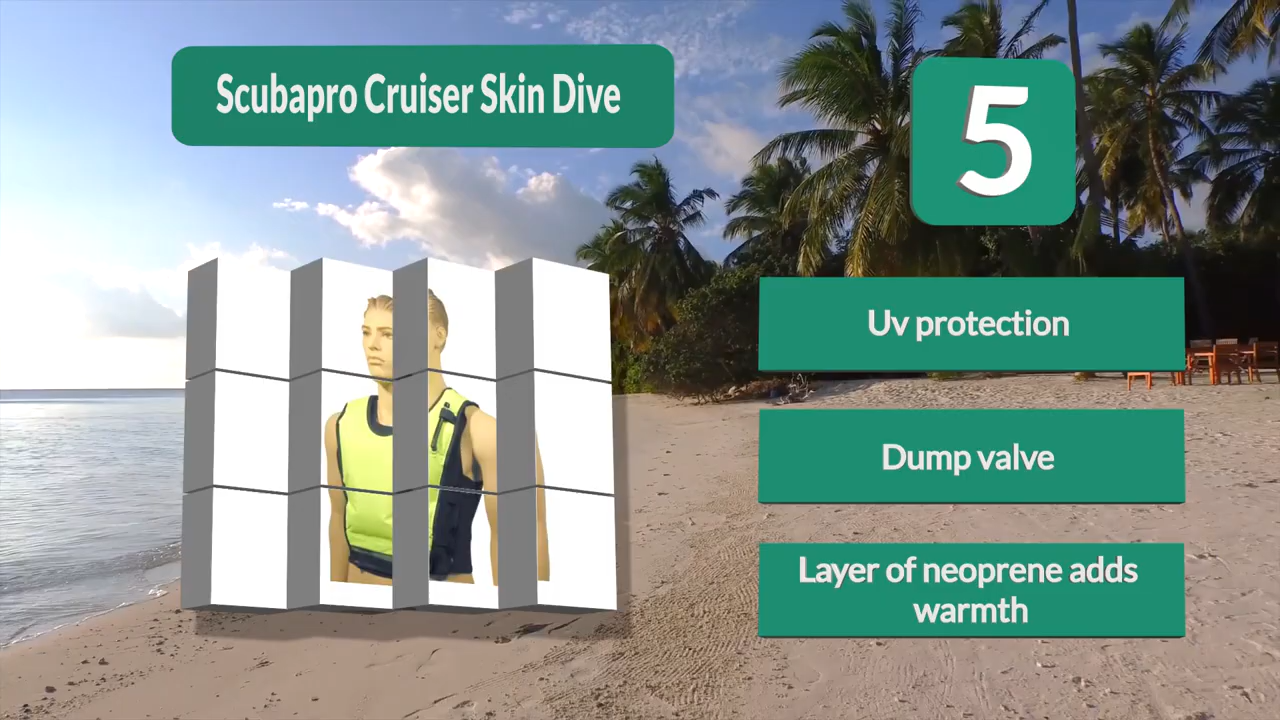 Scubapro Cruiser Skin Dive
5
Uv protection
Dump valve
Layer of neoprene adds
warmth